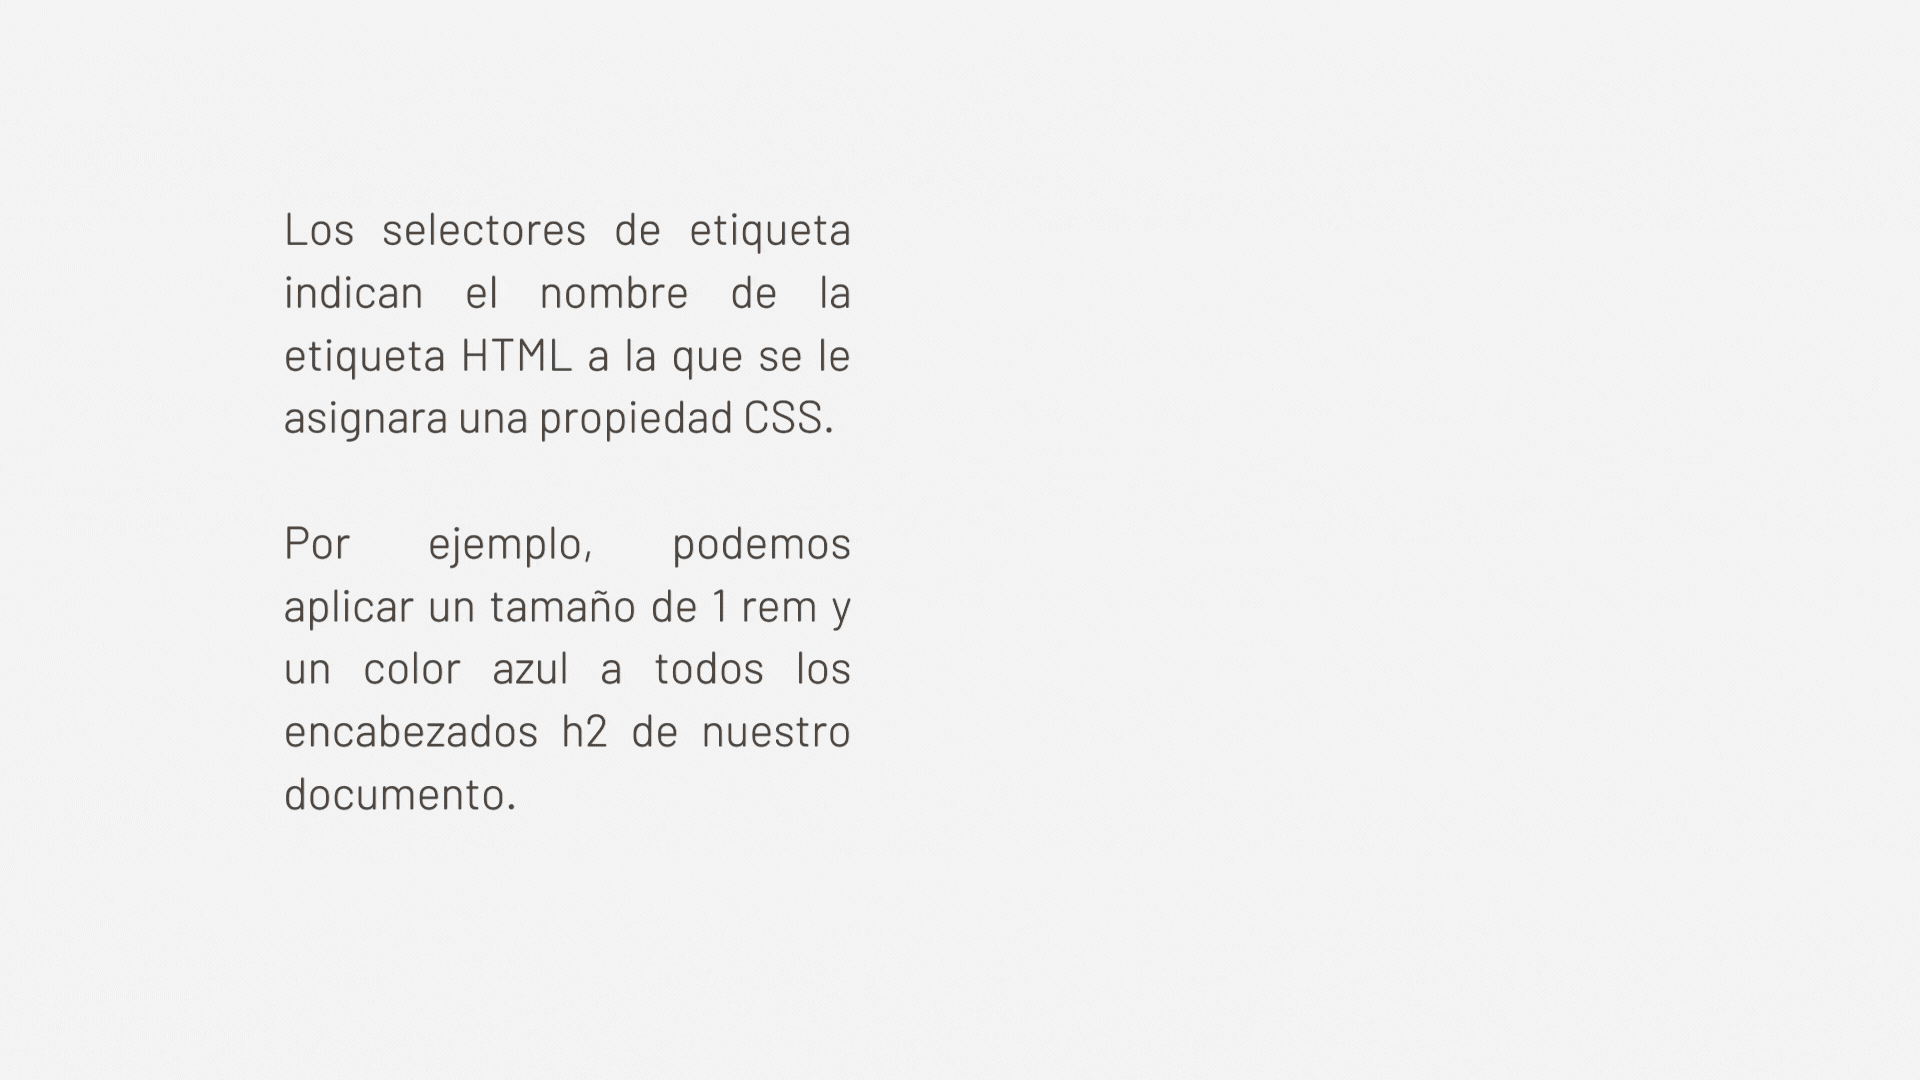 Los selectores de etiqueta
indican el nombre de la
etiqueta HTML a la que se le
asignara una propiedad CSS.
Por ejemplo, podemos
aplicar un tamaño de 1 rem y
un color azul a todos los
encabezados h2 de nuestro
documento.